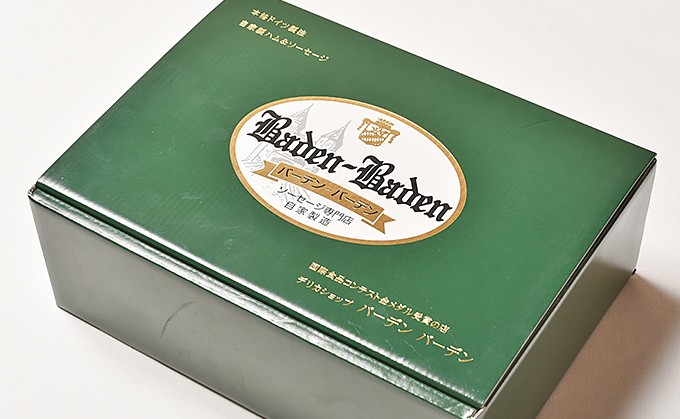 本格ドイツ製法
自家製ハム&ソーセージ
Baden-Baden
バーデン バーデン
ソーセージ専門店
自家製造
国際食品コンテスト金メダル受賞の店
デリカショップ バーデン バーデン